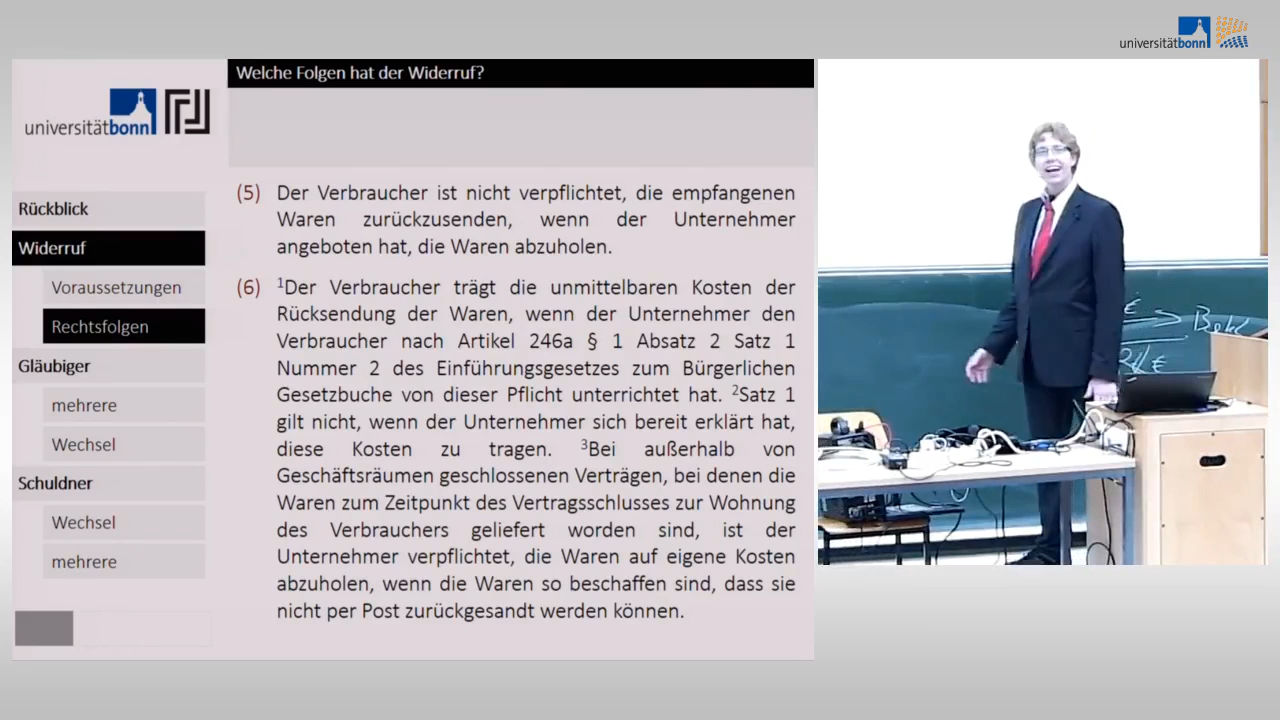 universitätbonn
Welche Folgen hat der Widerruf?
universitätbonn
Rückblick
Widerruf
Voraussetzungen
Rechtsfolgen
Gläubiger
mehrere
Wechsel
Schuldner
Wechsel
mehrere
(5) Der Verbraucher ist nicht verpflichtet, die empfangenen
Waren zurückzusenden, wenn der Unternehmer
angeboten hat, die Waren abzuholen.
(6) ¹Der Verbraucher trägt die unmittelbaren Kosten der
Rücksendung der Waren, wenn der Unternehmer den
Verbraucher nach Artikel 246a § 1 Absatz 2 Satz 1
Nummer 2 des Einführungsgesetzes zum Bürgerlichen
Gesetzbuche von dieser Pflicht unterrichtet hat. ²Satz 1
gilt nicht, wenn der Unternehmer sich bereit erklärt hat,
diese Kosten zu tragen. ³Bei außerhalb von
Geschäftsräumen geschlossenen Verträgen, bei denen die
Waren zum Zeitpunkt des Vertragsschlusses zur Wohnung
des Verbrauchers geliefert worden sind, ist der
Unternehmer verpflichtet, die Waren auf eigene Kosten
abzuholen, wenn die Waren so beschaffen sind, dass sie
nicht per Post zurückgesandt werden können.